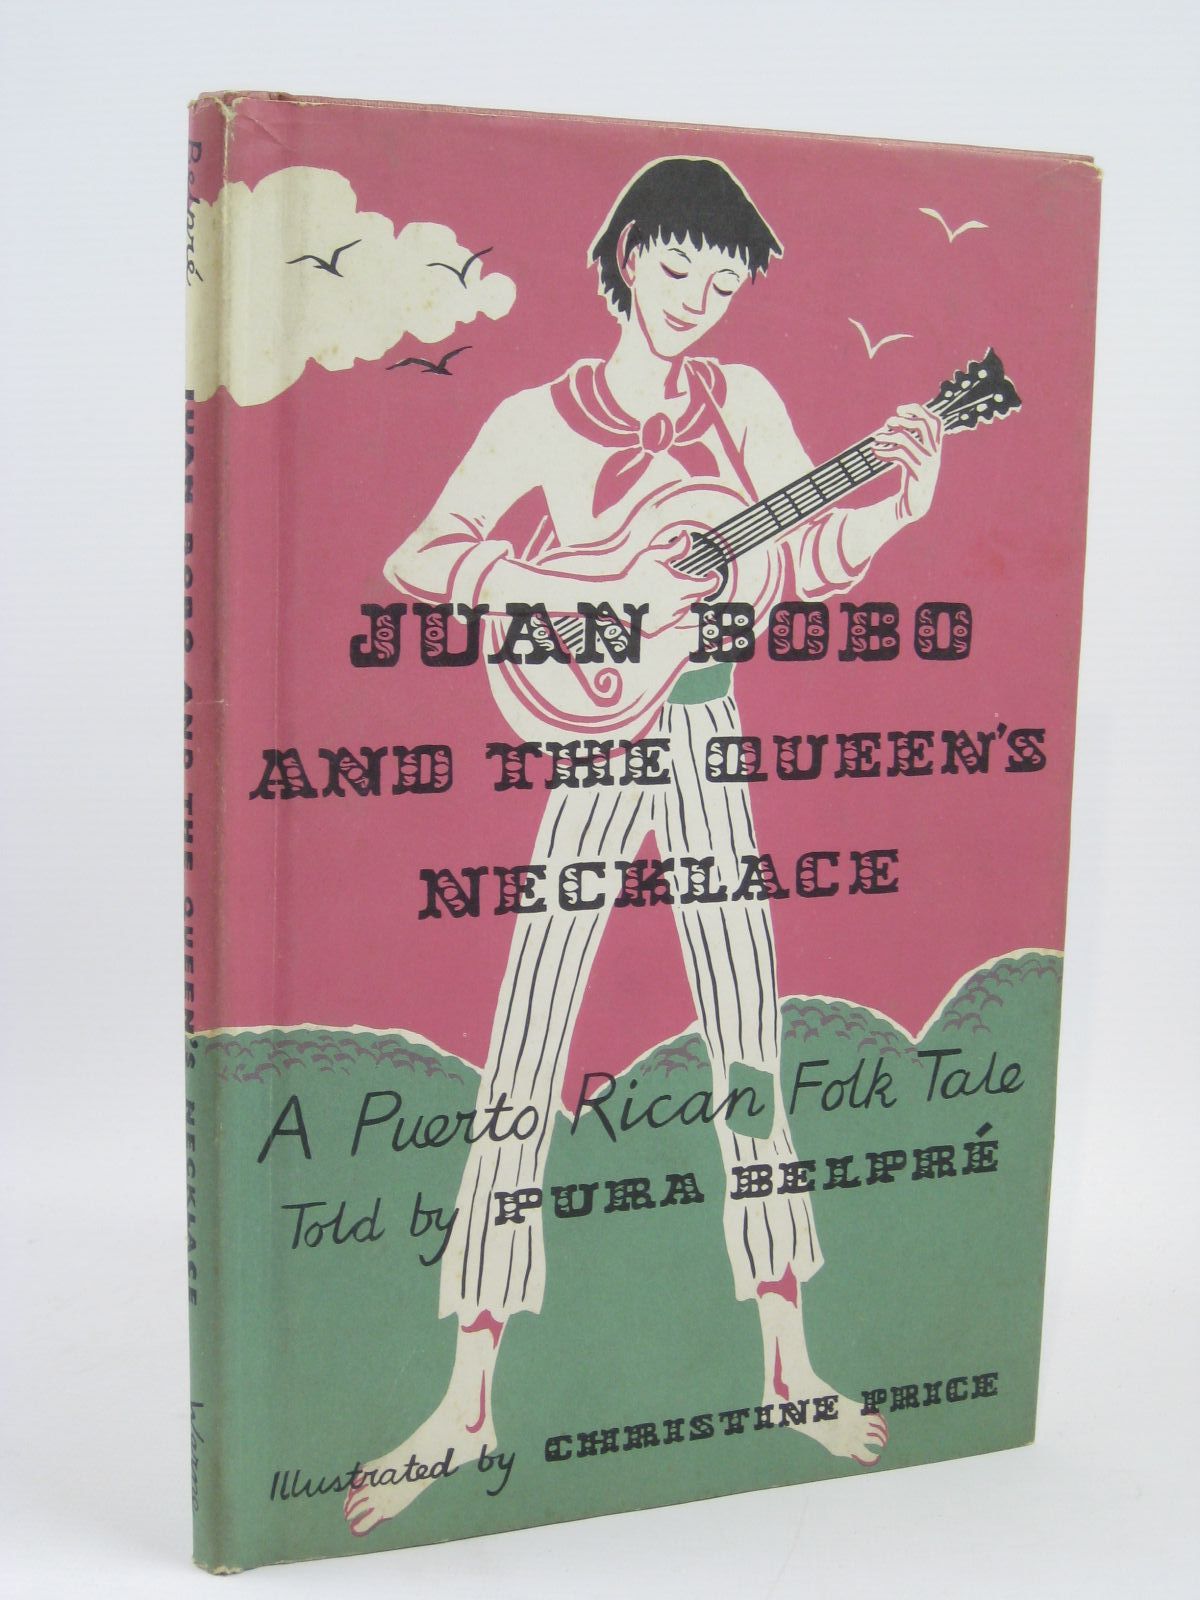 JUAN BOBO
AND THE QUEEN'S
NECKLACE
A Puerto Rican Folk Tale
Told by PURA BELPRÉ
Illustrated by CHRISTINE PRICE
Belpré
JUAN BOBO AND THE QUEEN'S NECKLACE
Warne